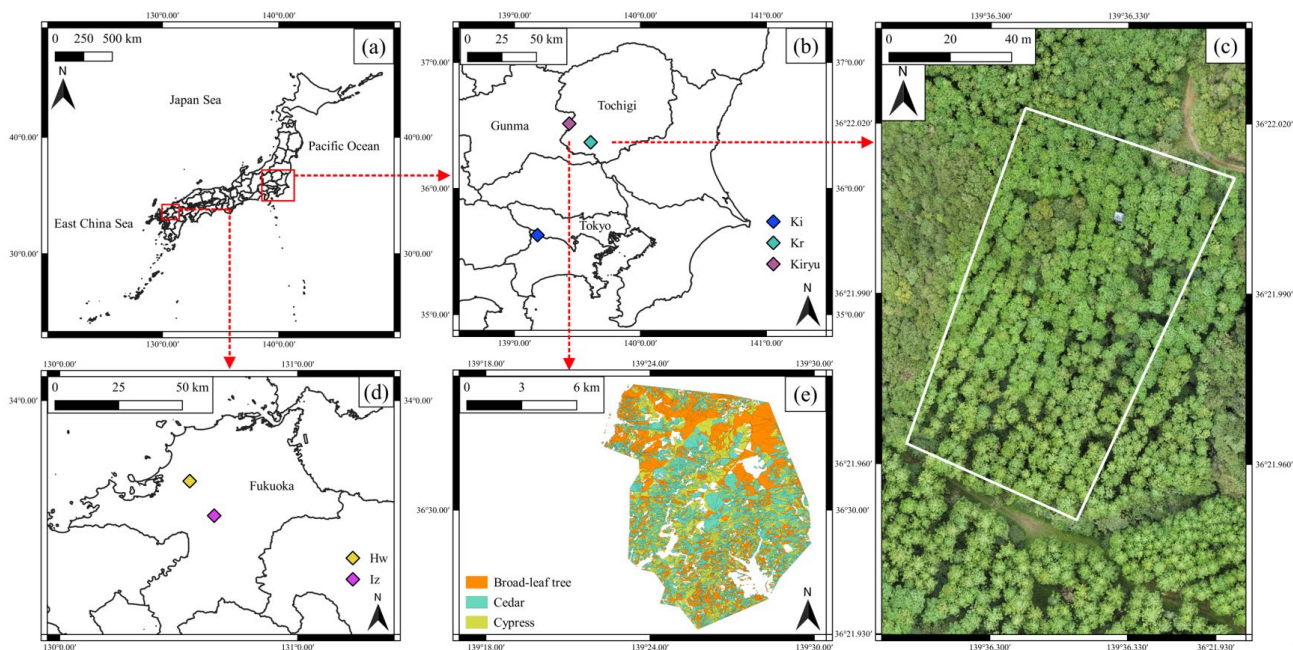 130°0.00'
140°0.00'
0 250 500 km
(a)
N
Japan Sea
Pacific Ocean
East China Sea
40°0.00'
40°0.00'
30°0.00'
30°0.00'
130°0.00'
140°0.00'
139°0.00'
140°0.00'
141°0.00'
0 25 50 km
(b)
37°0.00'
37°0.00'
Tochigi
Gunma
36°0.00'
36°0.00'
Tokyo
Ki
Kr
Kiryu
N
35°0.00'
35°0.00'
139°0.00'
140°0.00'
141°0.00'
139°36.300'
139°36.330'
0 20 40 m
(c)
N
36°22.020'
36°22.020'
36°21.990'
36°21.990'
36°21.960'
36°21.960'
36°21.930'
36°21.930'
139°36.300'
139°36.330'
130°0.00'
131°0.00'
0 25 50 km
(d)
34°0.00'
Fukuoka
Hw
Iz
N
130°0.00'
131°0.00'
139°18.00'
139°24.00'
139°30.00'
0 3 6 km
(e)
36°30.00'
36°30.00'
Broad-leaf tree
Cedar
Cypress
N
139°18.00'
139°24.00'
139°30.00'